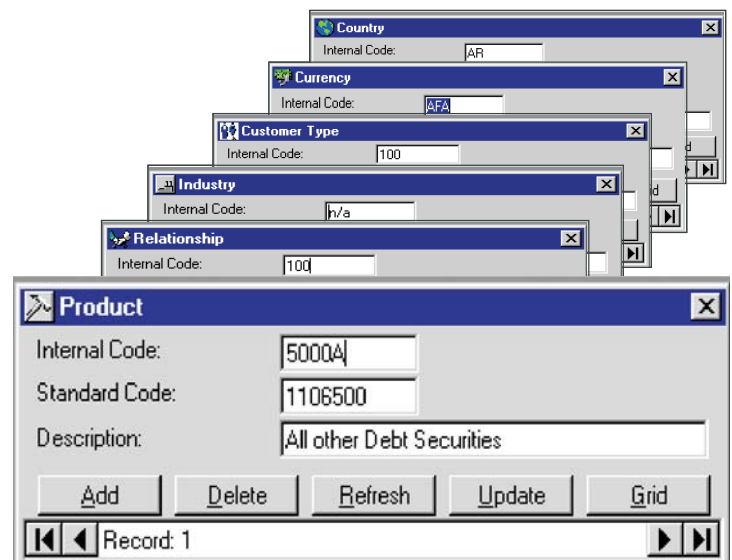 Country
Internal Code: AR
Currency
Internal Code: AFA
Customer Type
Internal Code: 100
Industry
Internal Code: n/a
Relationship
Internal Code: 100
Product
Internal Code: 5000A
Standard Code: 1106500
Description: All other Debt Securities
Add Delete Refresh Update Grid
Record: 1